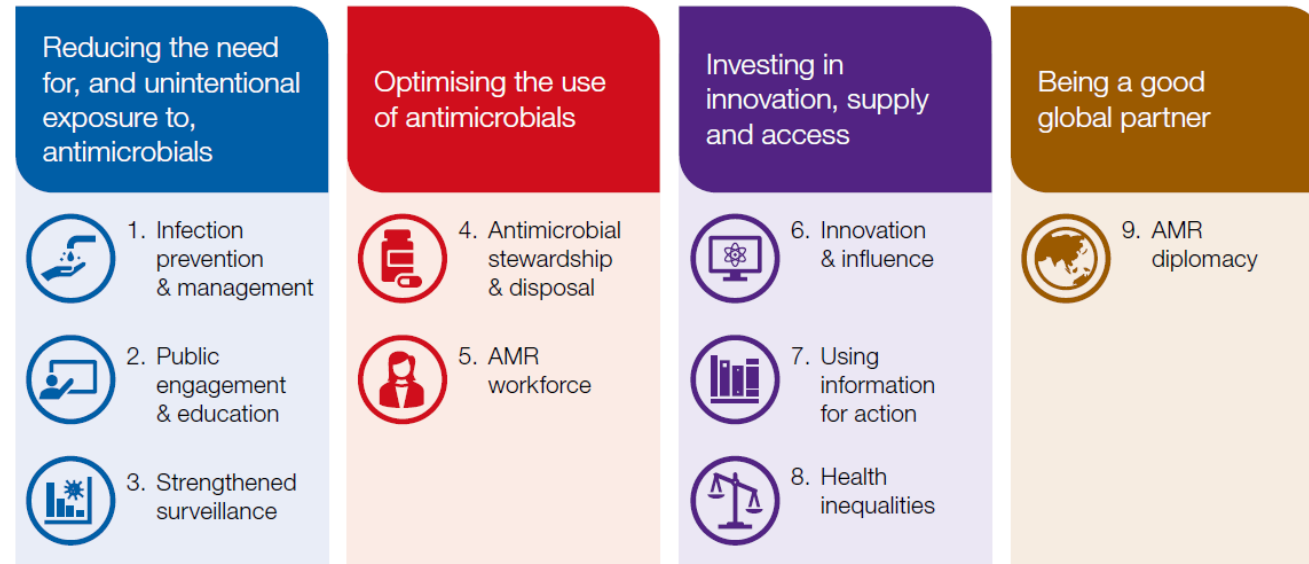 Reducing the need
for, and unintentional
exposure to,
antimicrobials
1. Infection
prevention
& management
2. Public
engagement
& education
3. Strengthened
surveillance
Optimising the use
of antimicrobials
4. Antimicrobial
stewardship
& disposal
5. AMR
workforce
Investing in
innovation, supply
and access
6. Innovation
& influence
7. Using
information
for action
8. Health
inequalities
Being a good
global partner
9. AMR
diplomacy